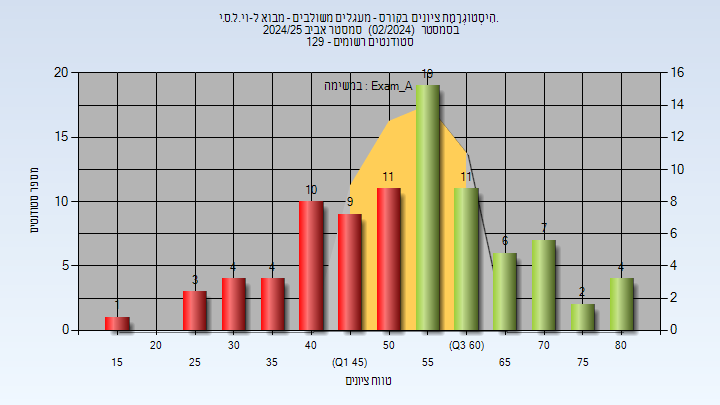 היסטוגרמת ציונים בקורס - מעגלים משולבים - מבוא ל-וי.ל.ס.י.
בסמסטר (02/2024) סמסטר אביב 2024/25
סטודנטים רשומים - 129
במשימה : Exam_A
מספר סטודנטים
20 15 10 5 0
16 14 12 10 8 6 4 2 0
1 3 4 4 10 9 11 19 11 6 7 2 4
20 30 40 50 (Q3 60) 70 80
15 25 35 (Q1 45) 55 65 75
טווח ציונים